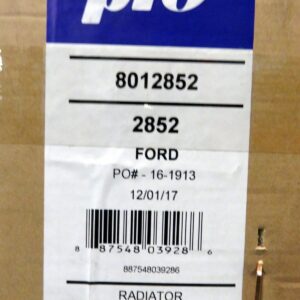 pro
8012852
2852
FORD
PO# - 16-1913
12/01/17
8 87548 03928 6
887548039286
RADIATOR